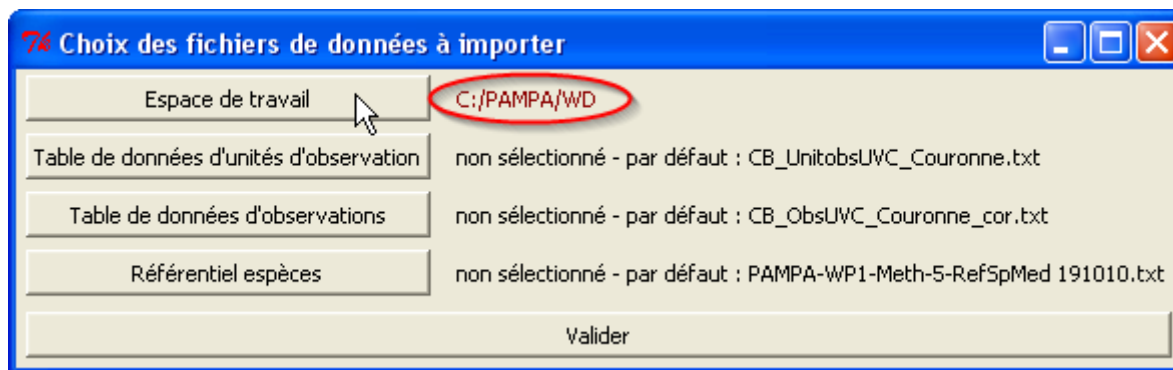 Choix des fichiers de données à importer
Espace de travail C:/PAMPA/WD
Table de données d'unités d'observation non sélectionné - par défaut : CB_UnitobsUVC_Couronne.txt
Table de données d'observations non sélectionné - par défaut : CB_ObsUVC_Couronne_cor.txt
Référentiel espèces non sélectionné - par défaut : PAMPA-WP1-Meth-5-RefSpMed 191010.txt
Valider